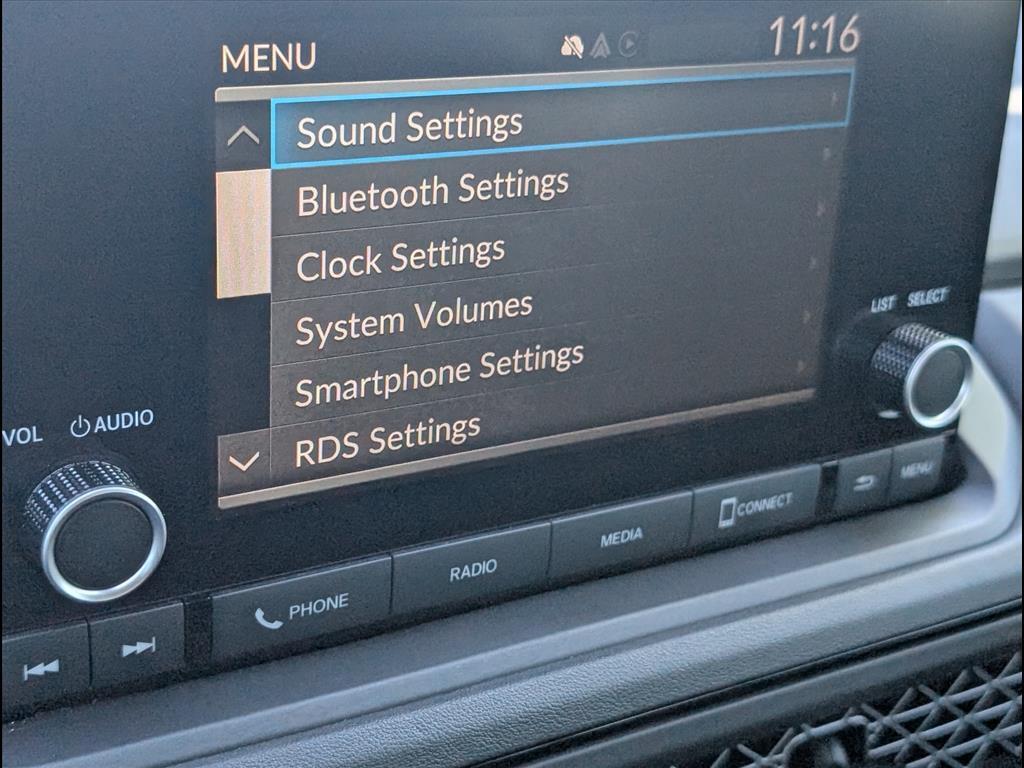 MENU 11:16
Sound Settings
Bluetooth Settings
Clock Settings
System Volumes
Smartphone Settings
RDS Settings
LIST SELECT
VOL AUDIO
PHONE RADIO MEDIA CONNECT MENU